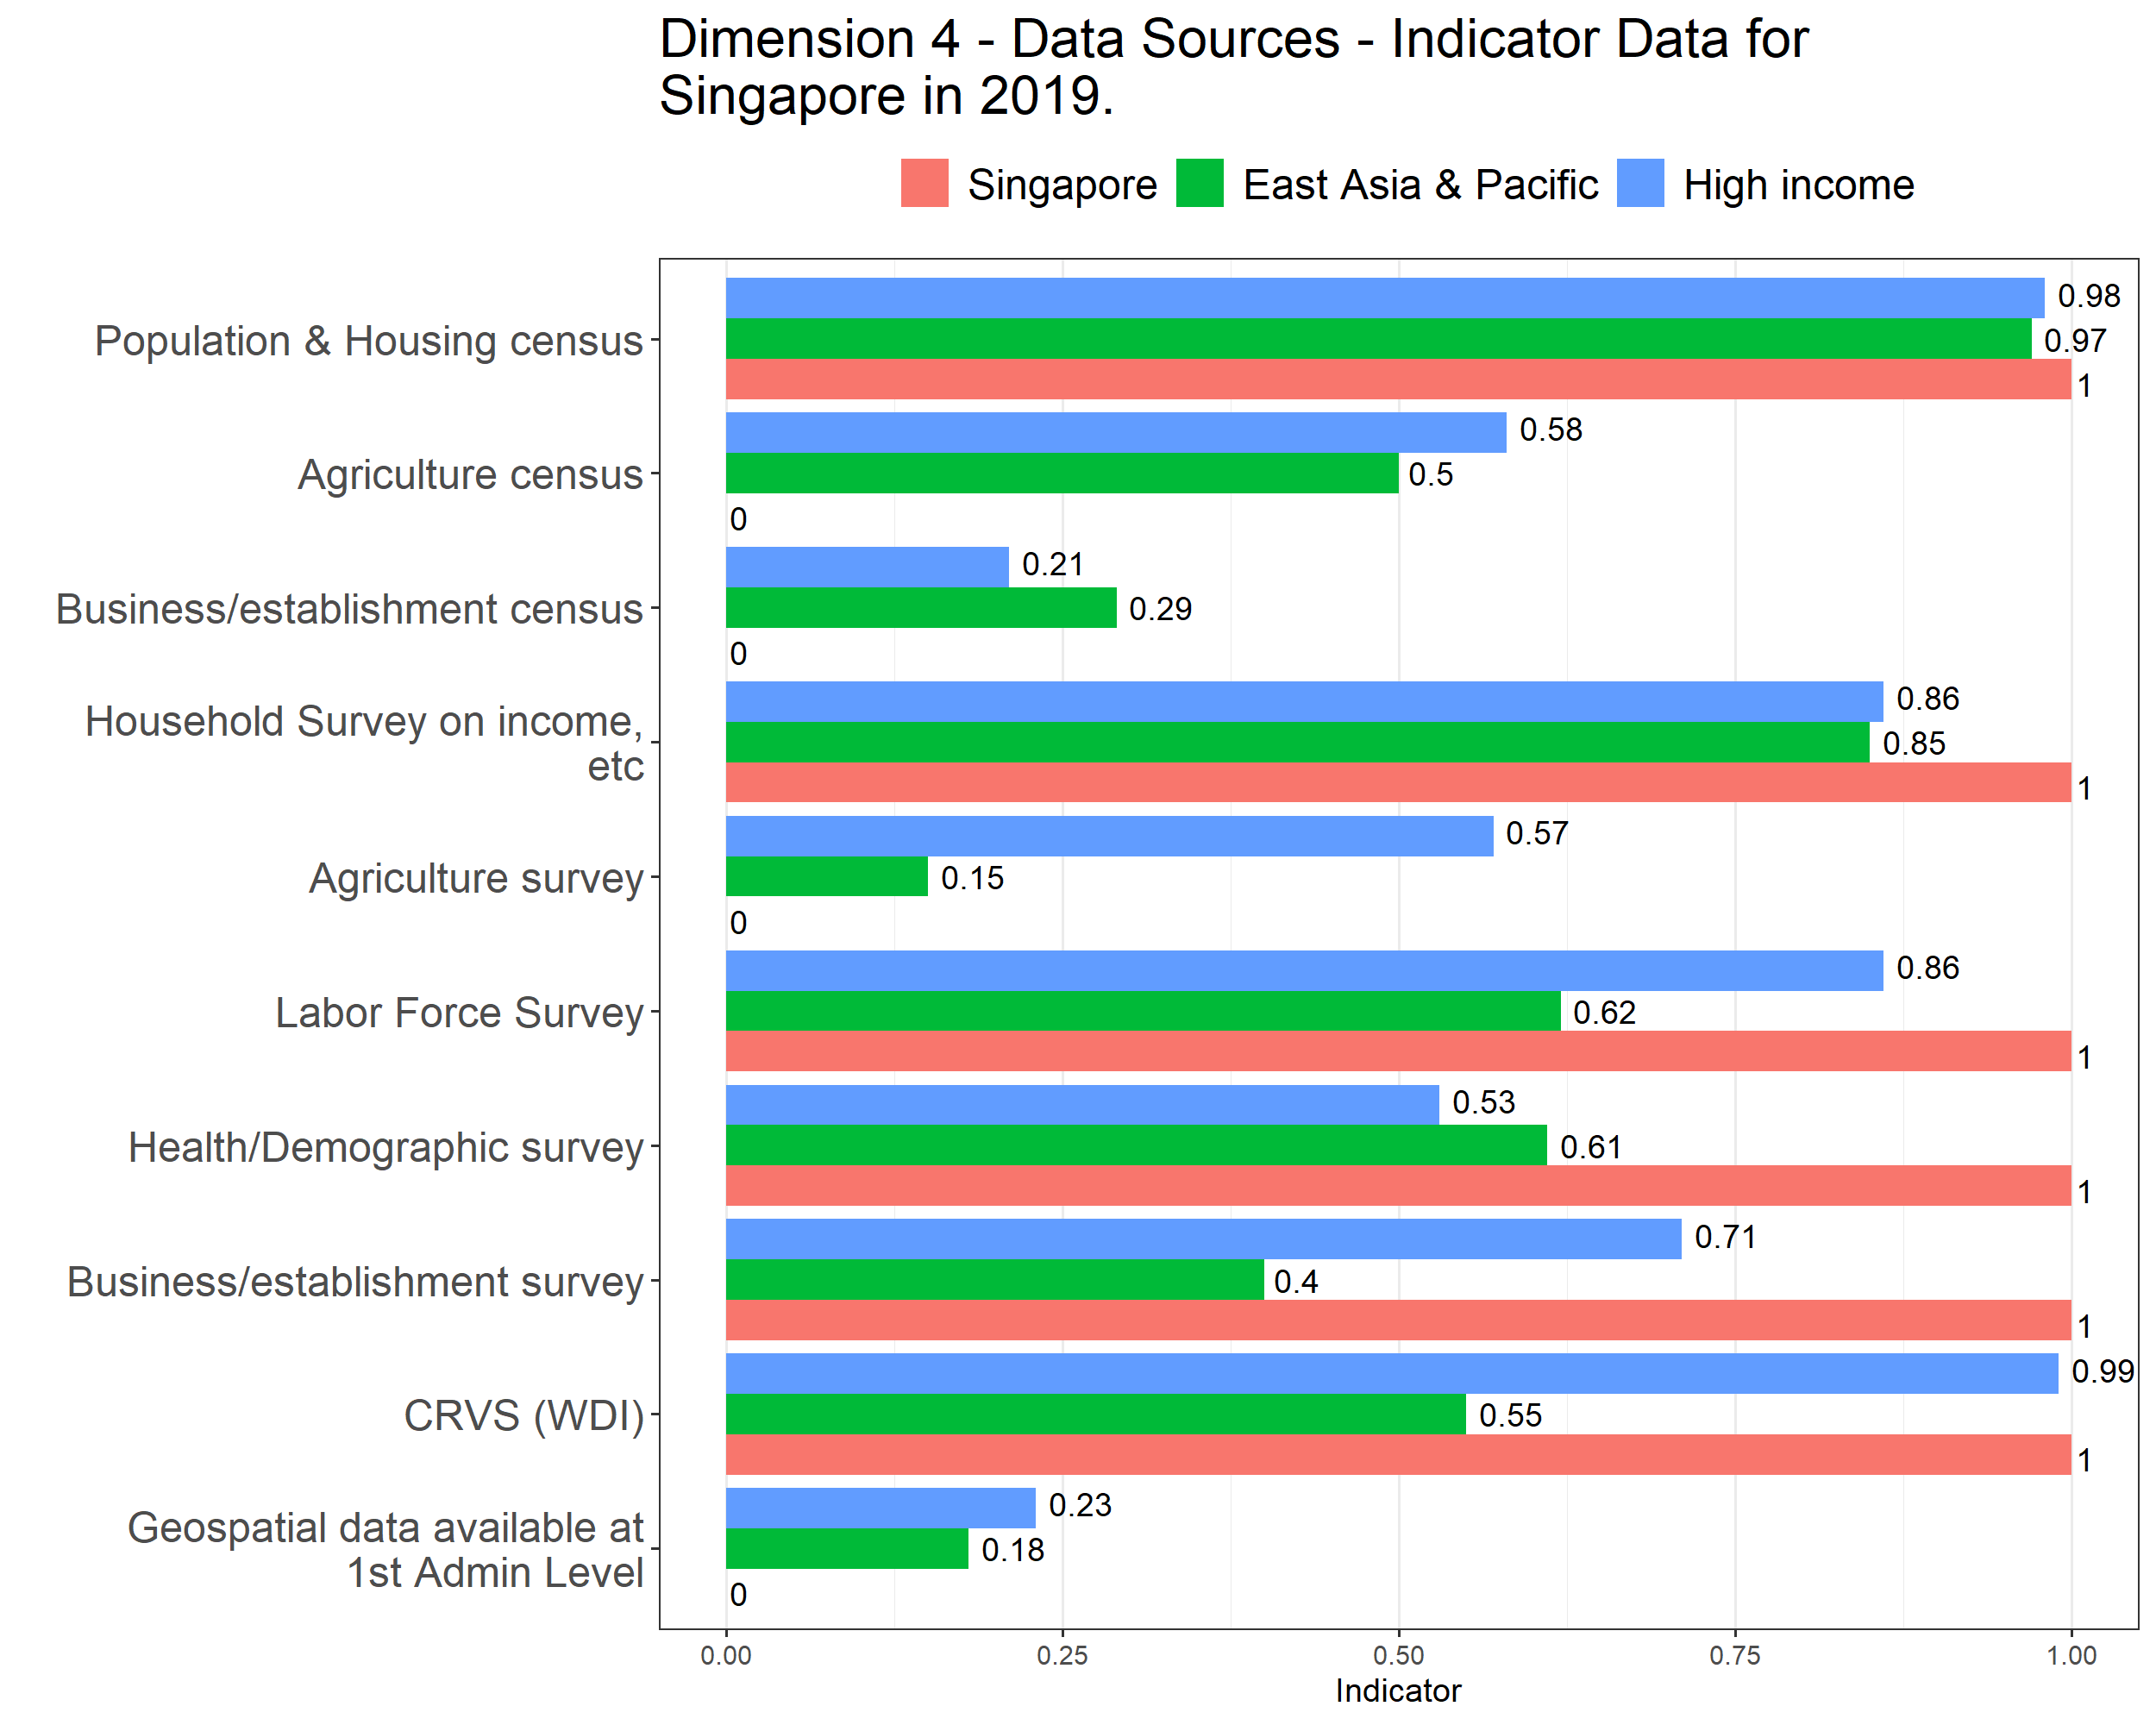 Dimension 4 - Data Sources - Indicator Data for
Singapore in 2019.
Singapore East Asia & Pacific High income
Population & Housing census
0.98
0.97
1
Agriculture census
0.58
0.5
0
Business/establishment census
0.21
0.29
0
Household Survey on income,
etc
0.86
0.85
1
Agriculture survey
0.57
0.15
0
Labor Force Survey
0.86
0.62
1
Health/Demographic survey
0.53
0.61
1
Business/establishment survey
0.71
0.4
1
CRVS (WDI)
0.99
0.55
1
Geospatial data available at
1st Admin Level
0.23
0.18
0
0.00 0.25 0.50 0.75 1.00
Indicator